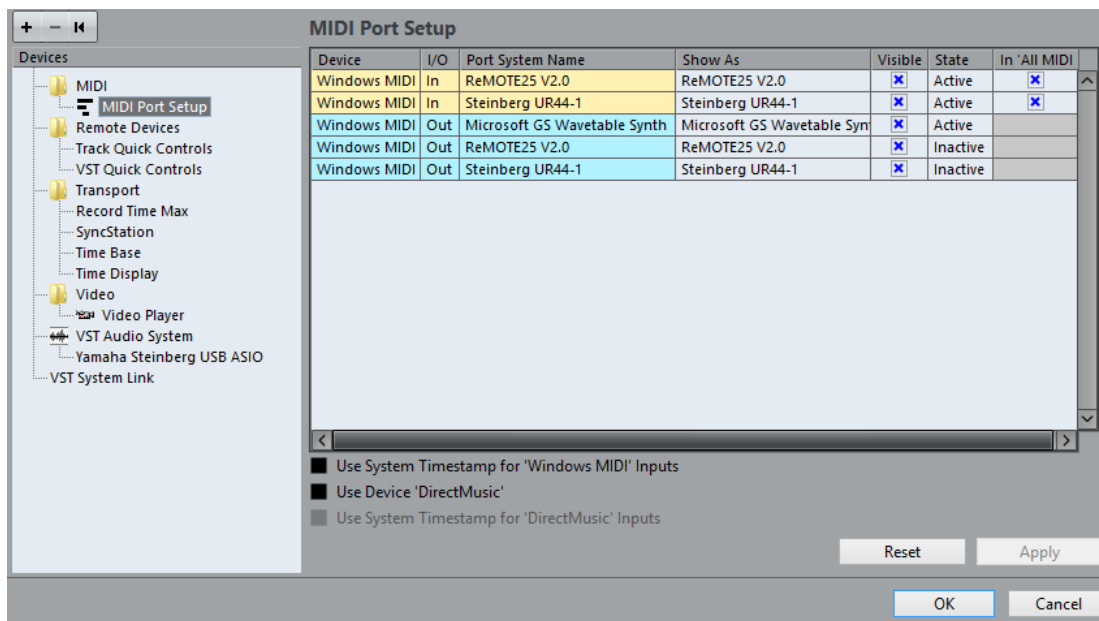 MIDI Port Setup
Devices
MIDI
MIDI Port Setup
Remote Devices
Track Quick Controls
VST Quick Controls
Transport
Record Time Max
SyncStation
Time Base
Time Display
Video
Video Player
VST Audio System
Yamaha Steinberg USB ASIO
VST System Link
Device I/O Port System Name Show As Visible State In 'All MIDI
Windows MIDI In ReMOTE25 V2.0 ReMOTE25 V2.0 Active
Windows MIDI In Steinberg UR44-1 Steinberg UR44-1 Active
Windows MIDI Out Microsoft GS Wavetable Synth Microsoft GS Wavetable Syn Active
Windows MIDI Out ReMOTE25 V2.0 ReMOTE25 V2.0 Inactive
Windows MIDI Out Steinberg UR44-1 Steinberg UR44-1 Inactive
Use System Timestamp for 'Windows MIDI' Inputs
Use Device 'DirectMusic'
Use System Timestamp for 'DirectMusic' Inputs
Reset Apply
OK Cancel